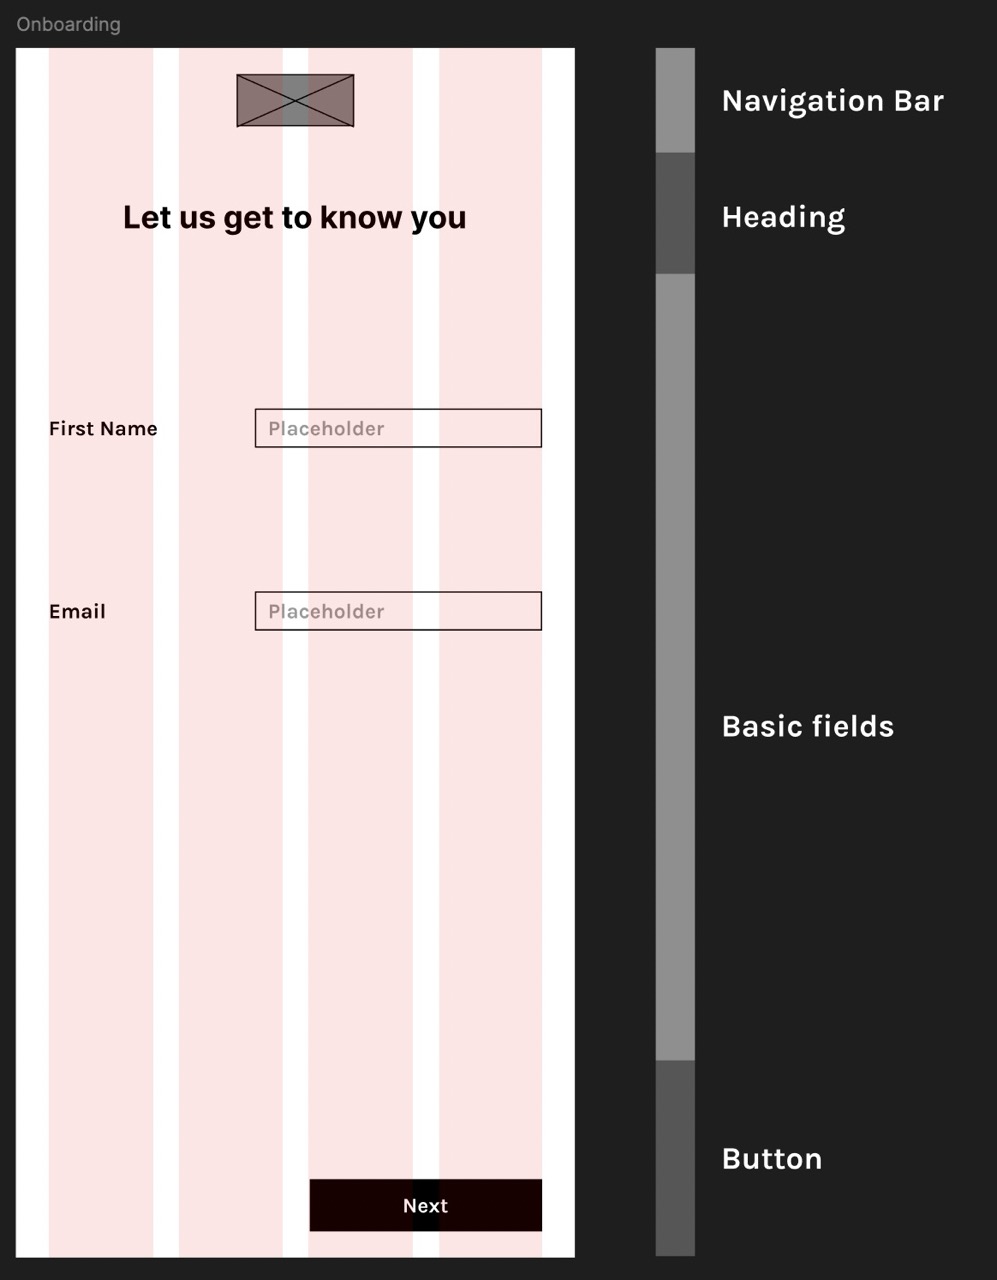 Onboarding
Navigation Bar
Let us get to know you
Heading
First Name
Placeholder
Email
Placeholder
Basic fields
Button
Next